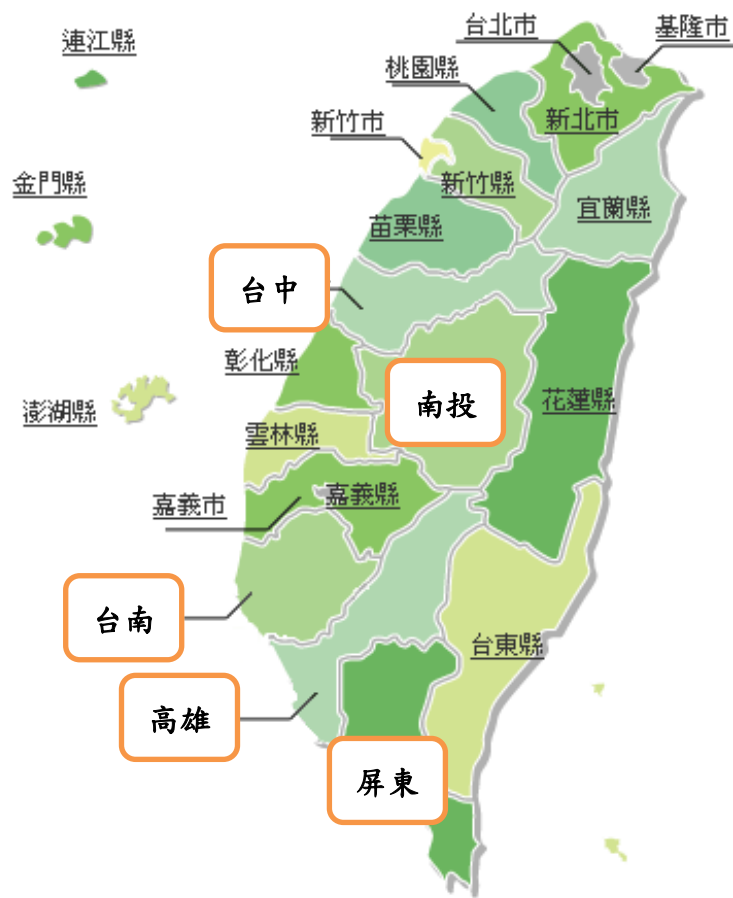 台北市
基隆市
連江縣
桃園縣
新竹市
新北市
金門縣
新竹縣
宜蘭縣
苗栗縣
台中
彰化縣
南投
花蓮縣
澎湖縣
雲林縣
嘉義市
嘉義縣
台南
台東縣
高雄
屏東